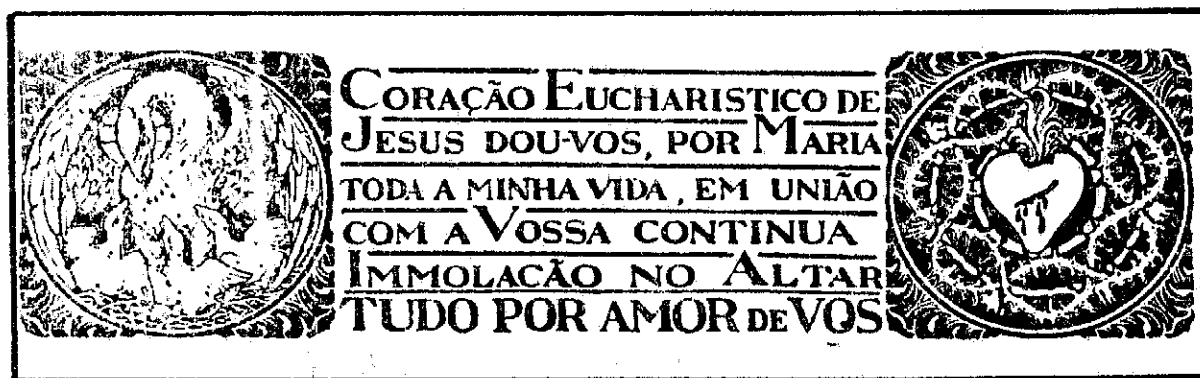 CORAÇÃO EUCHARISTICO DE
JESUS DOU-VOS, POR MARIA
TODA A MINHA VIDA, EM UNIÃO
COM A VOSSA CONTINUA
IMMOLAÇÃO NO ALTAR
TUDO POR AMOR DE VOS